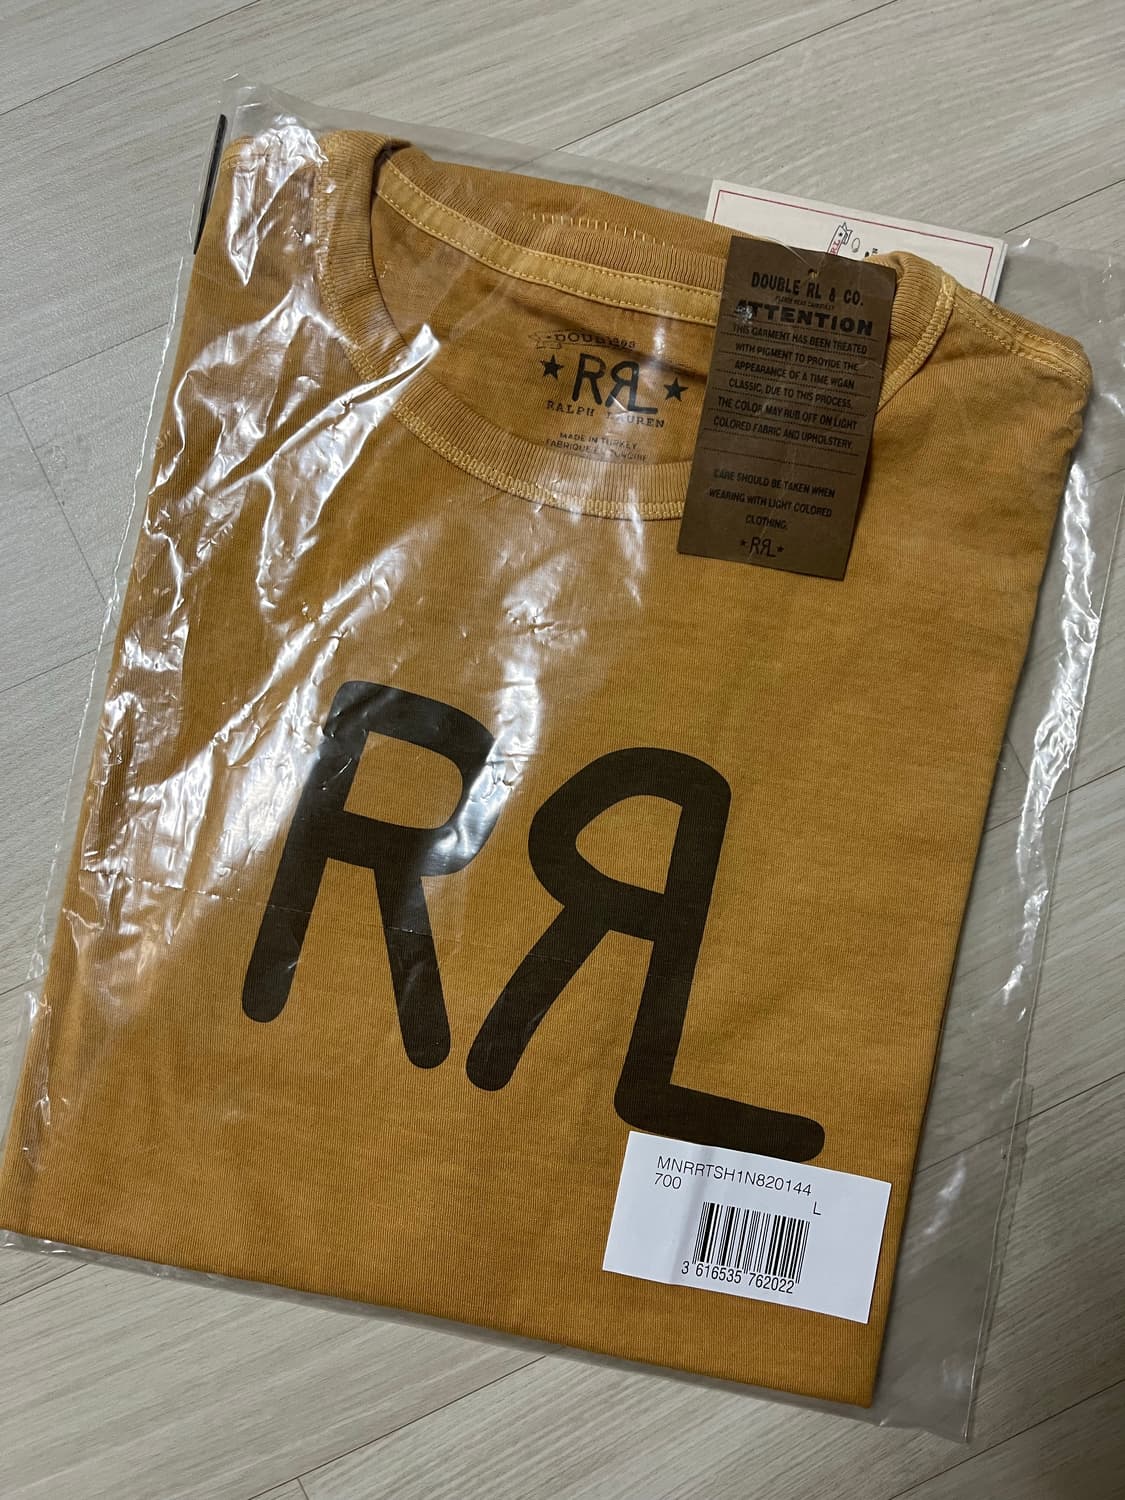 DOUBLE RL & CO.
PLEASE READ CAREFULLY
ATTENTION
THIS GARMENT HAS BEEN TREATED
WITH PIGMENT TO PROVIDE THE
APPEARANCE OF A TIME WORN
CLASSIC. DUE TO THIS PROCESS,
THE COLOR MAY RUB OFF ON LIGHT
COLORED FABRIC AND UPHOLSTERY.
CARE SHOULD BE TAKEN WHEN
WEARING WITH LIGHT COLORED
CLOTHING.
★RRL★
★RRL★
RALPH LAUREN
MADE IN TURKEY
RRL
MNRRTSH1N820144
700
L
3 616535 762022